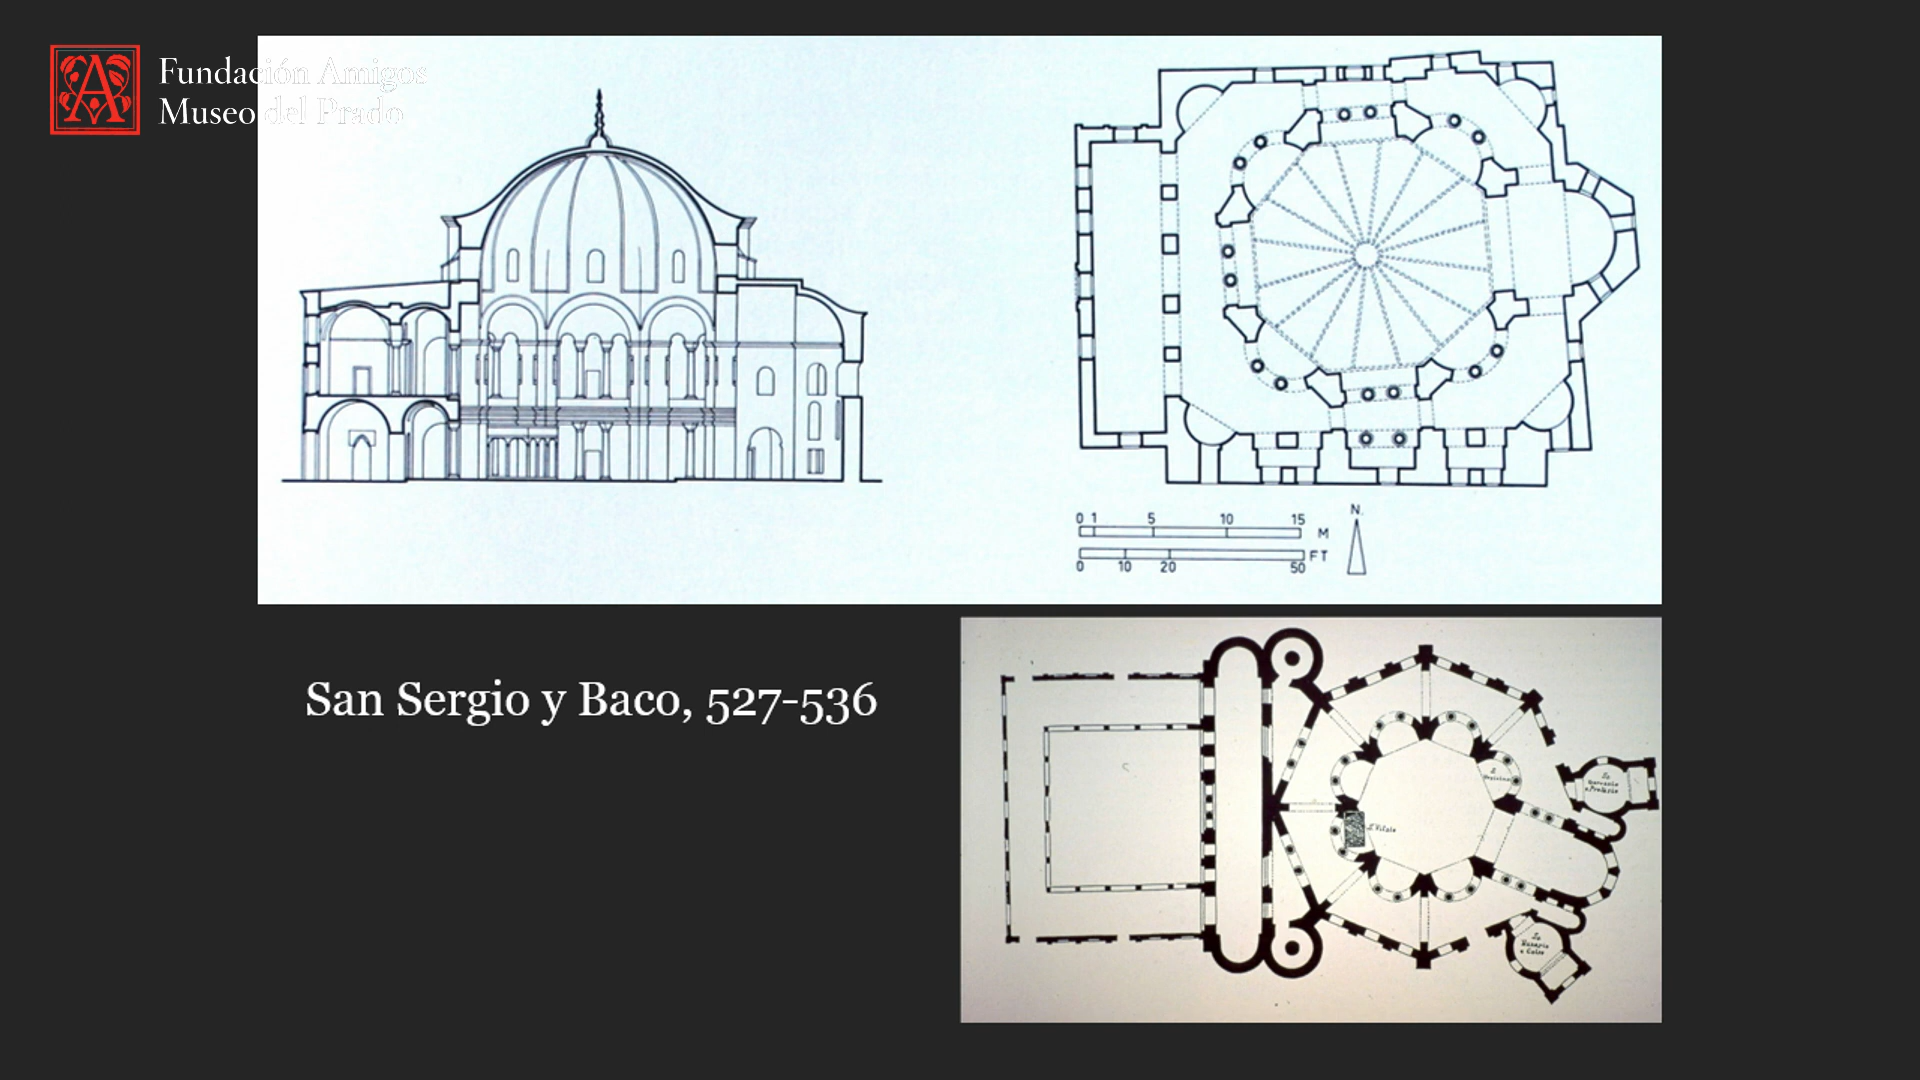 Fundación Amigos
Museo del Prado
N.
0 1 5 10 15
M
FT
0 10 20 50
San Sergio y Baco, 527-536
S. Vitale